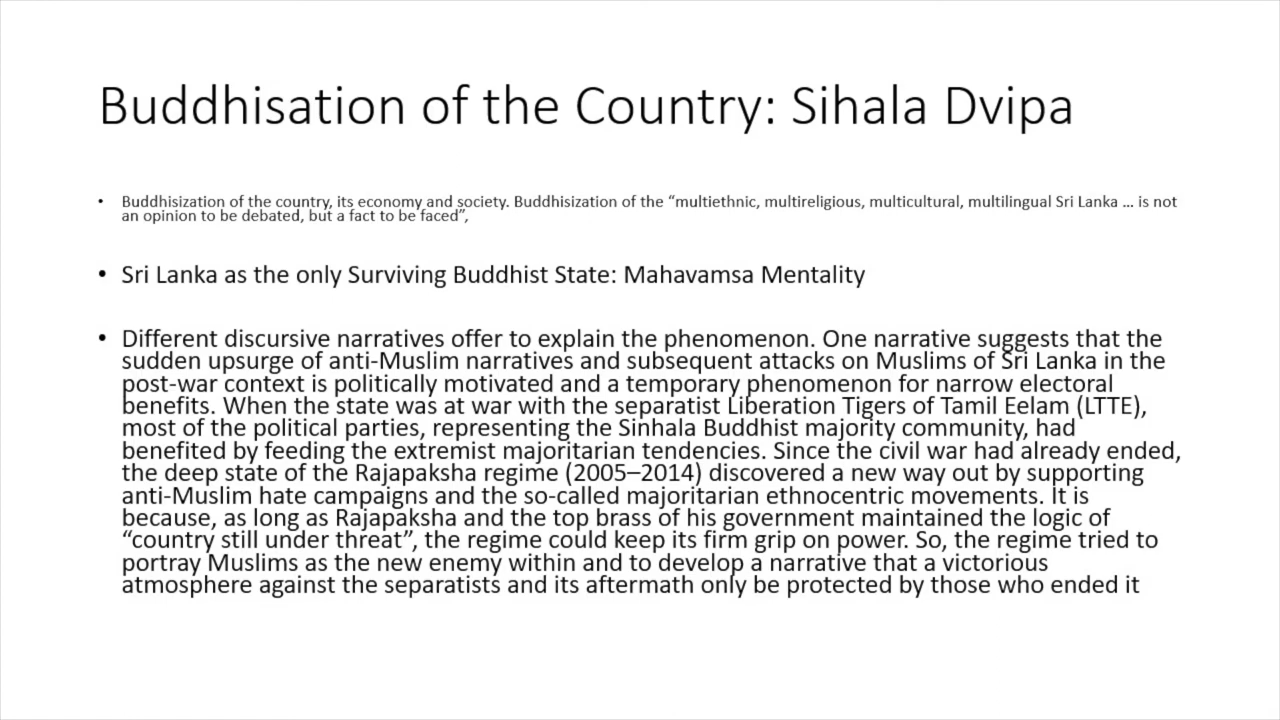 Buddhisation of the Country: Sihala Dvipa
• Buddhisization of the country, its economy and society. Buddhisization of the “multiethnic, multireligious, multicultural, multilingual Sri Lanka … is not
an opinion to be debated, but a fact to be faced”,
• Sri Lanka as the only Surviving Buddhist State: Mahavamsa Mentality
• Different discursive narratives offer to explain the phenomenon. One narrative suggests that the
sudden upsurge of anti-Muslim narratives and subsequent attacks on Muslims of Sri Lanka in the
post-war context is politically motivated and a temporary phenomenon for narrow electoral
benefits. When the state was at war with the separatist Liberation Tigers of Tamil Eelam (LTTE),
most of the political parties, representing the Sinhala Buddhist majority community, had
benefited by feeding the extremist majoritarian tendencies. Since the civil war had already ended,
the deep state of the Rajapaksha regime (2005–2014) discovered a new way out by supporting
anti-Muslim hate campaigns and the so-called majoritarian ethnocentric movements. It is
because, as long as Rajapaksha and the top brass of his government maintained the logic of
“country still under threat”, the regime could keep its firm grip on power. So, the regime tried to
portray Muslims as the new enemy within and to develop a narrative that a victorious
atmosphere against the separatists and its aftermath only be protected by those who ended it